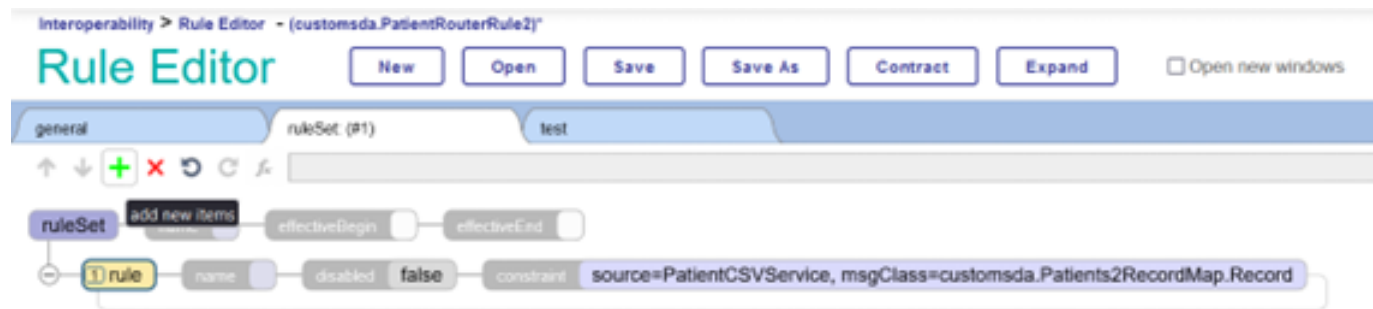 Interoperability > Rule Editor - (customsda.PatientRouterRule2)*
Rule Editor New Open Save Save As Contract Expand Open new windows
general ruleSet: (#1) test
fx
add new items
ruleSet name effectiveBegin effectiveEnd
1 rule name disabled false constraint source=PatientCSVService, msgClass=customsda.Patients2RecordMap.Record